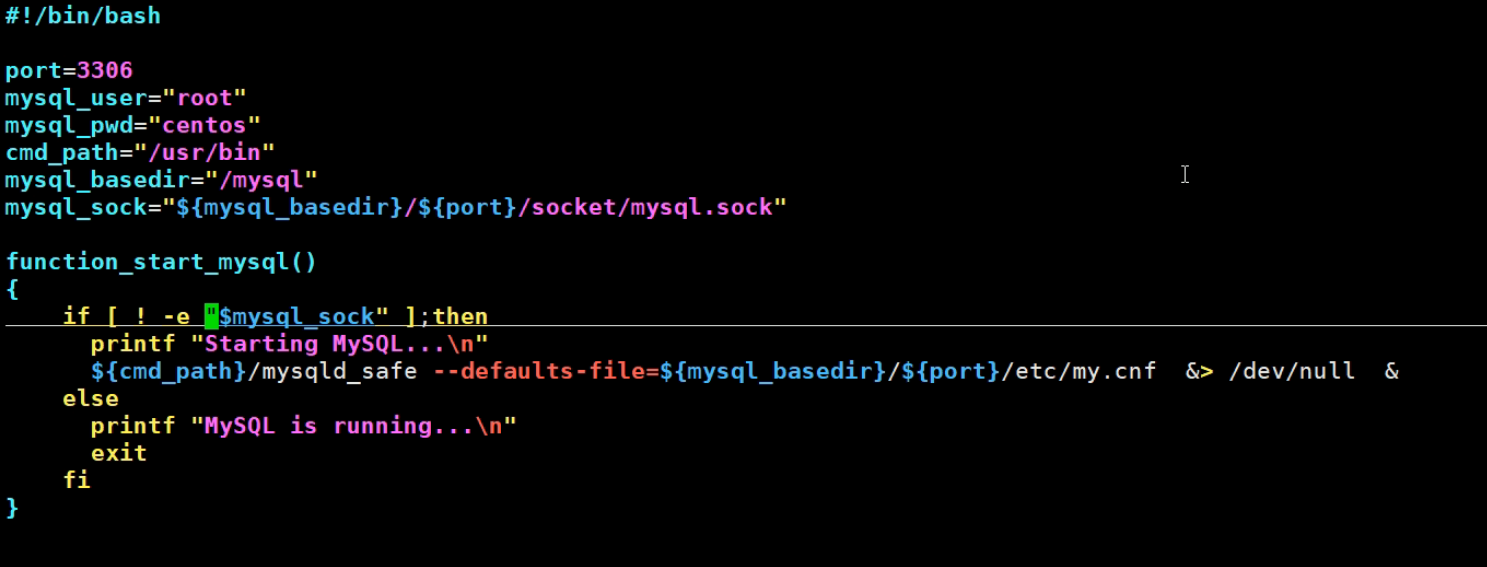 #!/bin/bash

port=3306
mysql_user="root"
mysql_pwd="centos"
cmd_path="/usr/bin"
mysql_basedir="/mysql"
mysql_sock="${mysql_basedir}/${port}/socket/mysql.sock"

function_start_mysql()
{
    if [ ! -e "$mysql_sock" ];then
      printf "Starting MySQL...\n"
      ${cmd_path}/mysqld_safe --defaults-file=${mysql_basedir}/${port}/etc/my.cnf  &> /dev/null  &
    else
      printf "MySQL is running...\n"
      exit
    fi
}